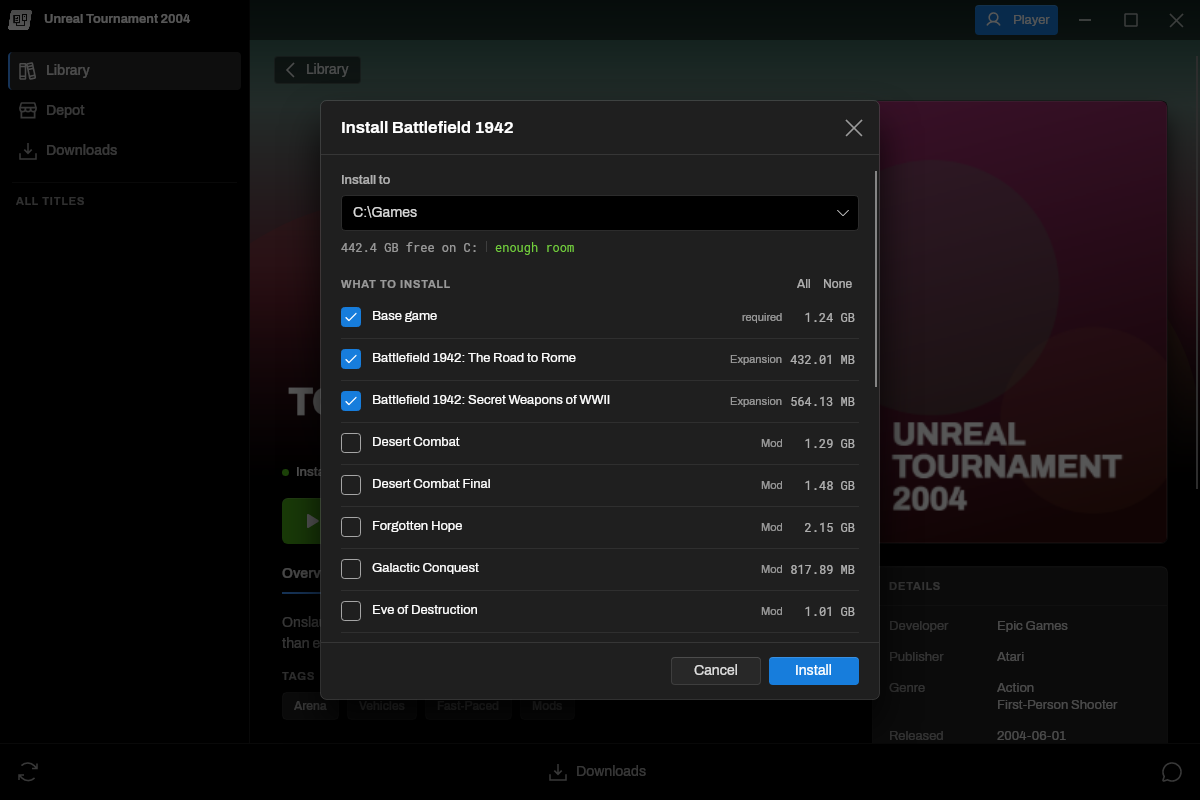 Unreal Tournament 2004
Player
Library
Depot
Downloads
ALL TITLES
Library
Install Battlefield 1942
Install to
C:\Games
442.4 GB free on C: | enough room
WHAT TO INSTALL All None
Base game required 1.24 GB
Battlefield 1942: The Road to Rome Expansion 432.01 MB
Battlefield 1942: Secret Weapons of WWII Expansion 564.13 MB
Desert Combat Mod 1.29 GB
Desert Combat Final Mod 1.48 GB
Forgotten Hope Mod 2.15 GB
Galactic Conquest Mod 817.89 MB
Eve of Destruction Mod 1.01 GB
Cancel Install
UNREAL
TOURNAMENT
2004
DETAILS
Developer Epic Games
Publisher Atari
Genre Action
First-Person Shooter
Released 2004-06-01
than e
TAGS
Arena Vehicles Fast-Paced Mods
Downloads